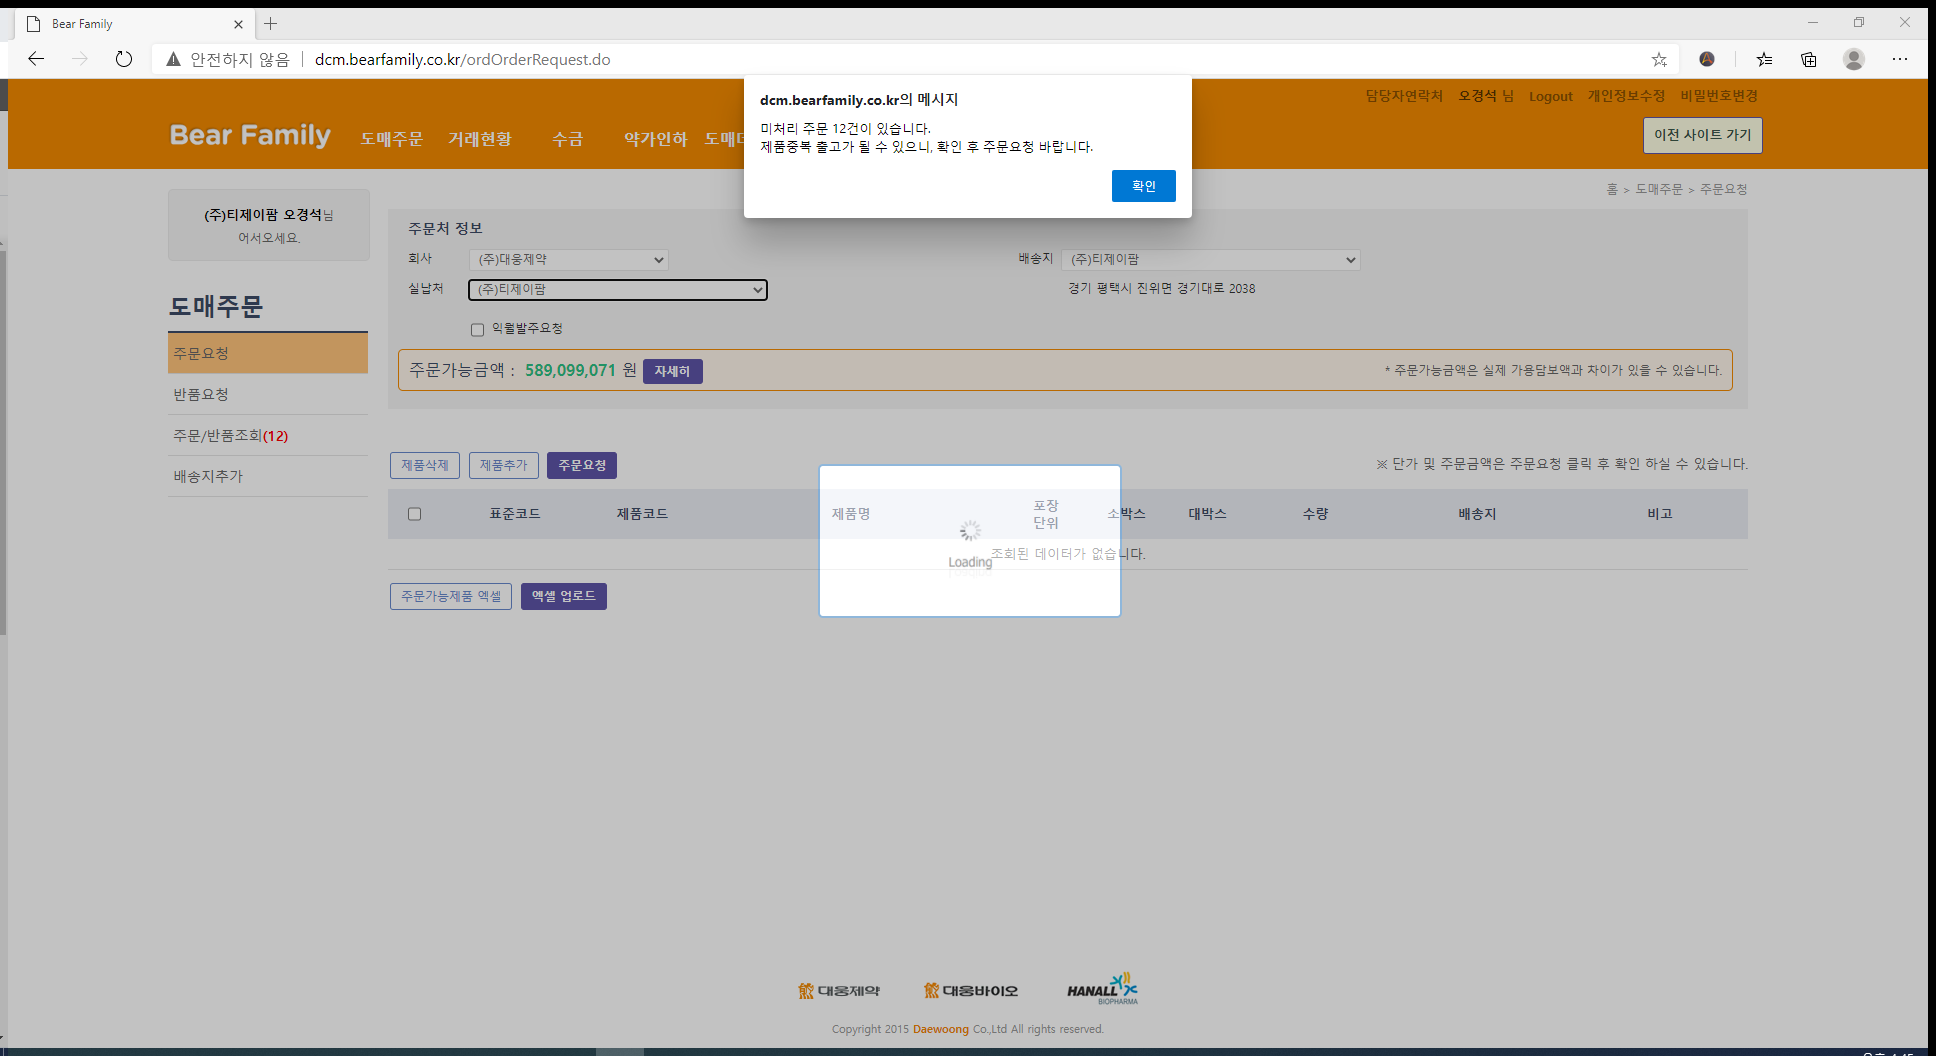 Bear Family
안전하지 않음 dcm.bearfamily.co.kr/ordOrderRequest.do
dcm.bearfamily.co.kr의 메시지
미처리 주문 12건이 있습니다.
제품중복 출고가 될 수 있으니, 확인 후 주문요청 바랍니다.
확인
담당자연락처 오경석 님 Logout 개인정보수정 비밀번호변경
Bear Family 도매주문 거래현황 수금 약가인하 이전 사이트 가기
홈 > 도매주문 > 주문요청
(주)티제이팜 오경석님
어서오세요.
도매주문
주문요청
반품요청
주문/반품조회(12)
배송지추가
주문처 정보
회사 (주)대웅제약 배송지 (주)티제이팜
실납처 (주)티제이팜 경기 평택시 진위면 경기대로 2038
익월발주요청
주문가능금액 : 589,099,071 원 자세히 * 주문가능금액은 실제 가용담보액과 차이가 있을 수 있습니다.
제품삭제 제품추가 주문요청 ※ 단가 및 주문금액은 주문요청 클릭 후 확인 하실 수 있습니다.
표준코드 제품코드 제품명 포장 단위 소박스 대박스 수량 배송지 비고
조회된 데이터가 없습니다.
Loading
주문가능제품 엑셀 엑셀 업로드
대웅제약 대웅바이오 HANALL BIOPHARMA
Copyright 2015 Daewoong Co.,Ltd All rights reserved.